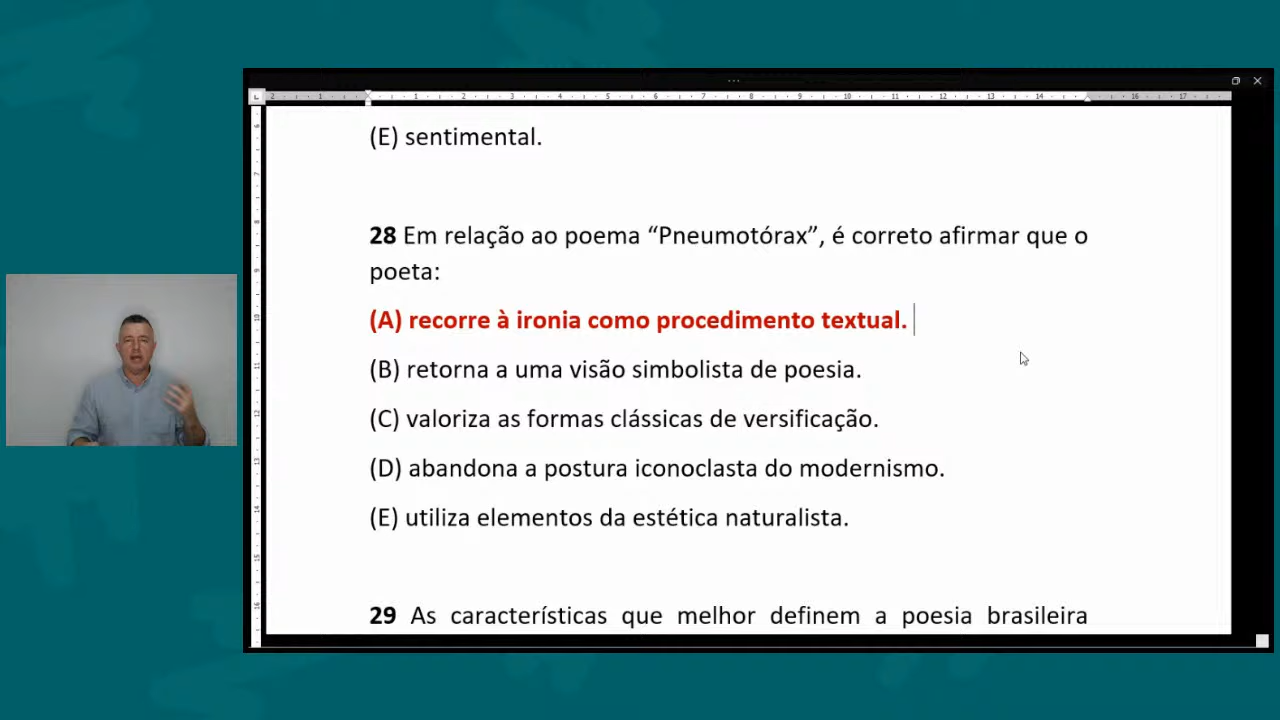 (E) sentimental.
28 Em relação ao poema “Pneumotórax”, é correto afirmar que o
poeta:
(A) recorre à ironia como procedimento textual.
(B) retorna a uma visão simbolista de poesia.
(C) valoriza as formas clássicas de versificação.
(D) abandona a postura iconoclasta do modernismo.
(E) utiliza elementos da estética naturalista.
29 As características que melhor definem a poesia brasileira